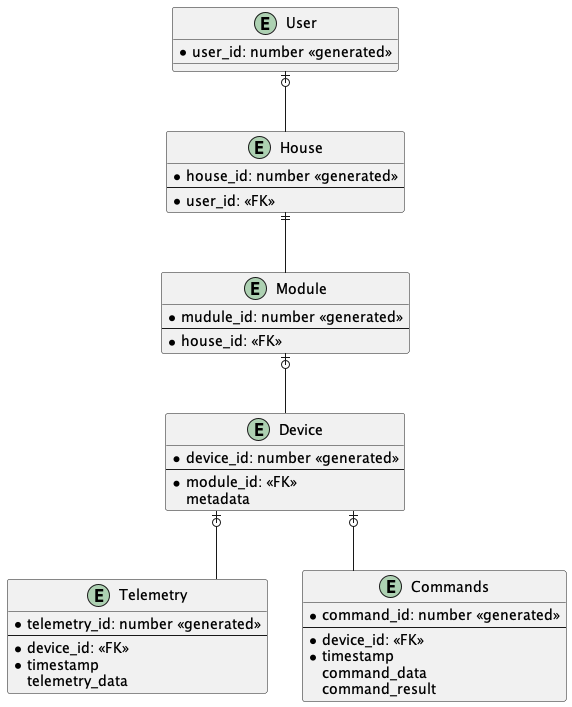 E User
* user_id: number «generated»
E House
* house_id: number «generated»
* user_id: «FK»
E Module
* mudule_id: number «generated»
* house_id: «FK»
E Device
* device_id: number «generated»
* module_id: «FK»
metadata
E Telemetry
* telemetry_id: number «generated»
* device_id: «FK»
* timestamp
telemetry_data
E Commands
* command_id: number «generated»
* device_id: «FK»
* timestamp
command_data
command_result